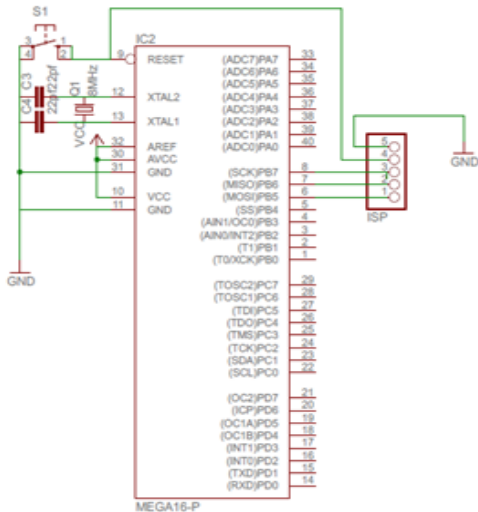 S1
3 1
4 2
C3
C4
22pf22pf
Q1
8MHz
VCC
GND
IC2
9 RESET
12 XTAL2
13 XTAL1
32 AREF
30 AVCC
31 GND
10 VCC
11 GND
(ADC7)PA7 33
(ADC6)PA6 34
(ADC5)PA5 35
(ADC4)PA4 36
(ADC3)PA3 37
(ADC2)PA2 38
(ADC1)PA1 39
(ADC0)PA0 40
(SCK)PB7 8
(MISO)PB6 7
(MOSI)PB5 6
(SS)PB4 5
(AIN1/OC0)PB3 4
(AIN0/INT2)PB2 3
(T1)PB1 2
(T0/XCK)PB0 1
(TOSC2)PC7 29
(TOSC1)PC6 28
(TDI)PC5 27
(TDO)PC4 26
(TMS)PC3 25
(TCK)PC2 24
(SDA)PC1 23
(SCL)PC0 22
(OC2)PD7 21
(ICP)PD6 20
(OC1A)PD5 19
(OC1B)PD4 18
(INT1)PD3 17
(INT0)PD2 16
(TXD)PD1 15
(RXD)PD0 14
MEGA16-P
5
4
3
2
1
ISP
GND